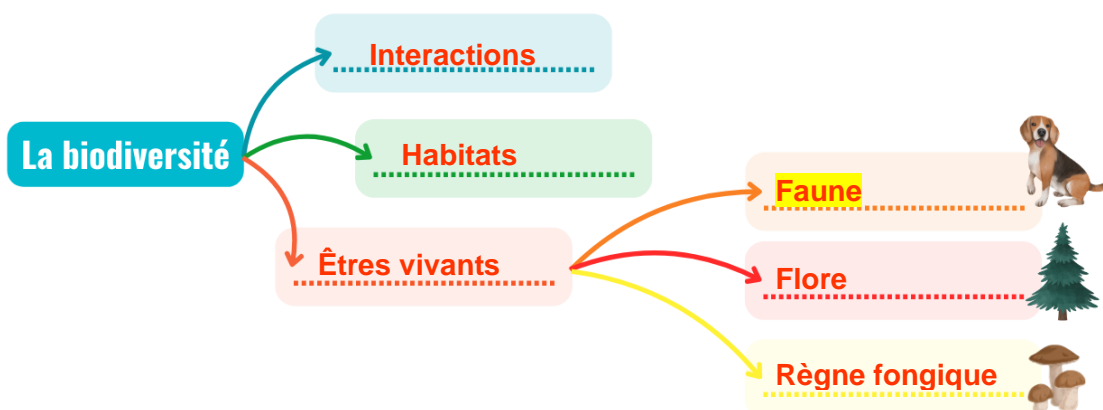 Interactions
La biodiversité
Habitats
Faune
Êtres vivants
Flore
Règne fongique